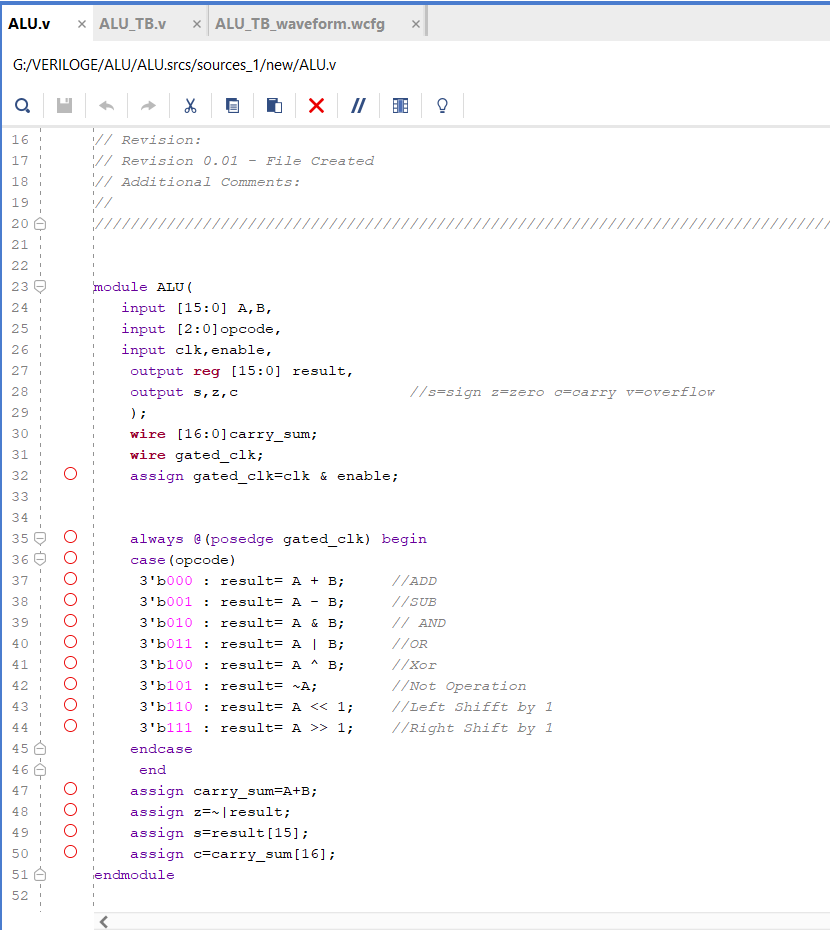 ALU.v × ALU_TB.v × ALU_TB_waveform.wcfg ×
G:/VERILOGE/ALU/ALU.srcs/sources_1/new/ALU.v
16 // Revision:
17 // Revision 0.01 - File Created
18 // Additional Comments:
19 //
20 //////////////////////////////////////////////////////////////////////////////////
21
22
23 module ALU(
24 input [15:0] A,B,
25 input [2:0]opcode,
26 input clk,enable,
27 output reg [15:0] result,
28 output s,z,c //s=sign z=zero c=carry v=overflow
29 );
30 wire [16:0]carry_sum;
31 wire gated_clk;
32 assign gated_clk=clk & enable;
33
34
35 always @(posedge gated_clk) begin
36 case(opcode)
37 3'b000 : result= A + B; //ADD
38 3'b001 : result= A - B; //SUB
39 3'b010 : result= A & B; // AND
40 3'b011 : result= A | B; //OR
41 3'b100 : result= A ^ B; //Xor
42 3'b101 : result= ~A; //Not Operation
43 3'b110 : result= A << 1; //Left Shifft by 1
44 3'b111 : result= A >> 1; //Right Shift by 1
45 endcase
46 end
47 assign carry_sum=A+B;
48 assign z=~|result;
49 assign s=result[15];
50 assign c=carry_sum[16];
51 endmodule
52